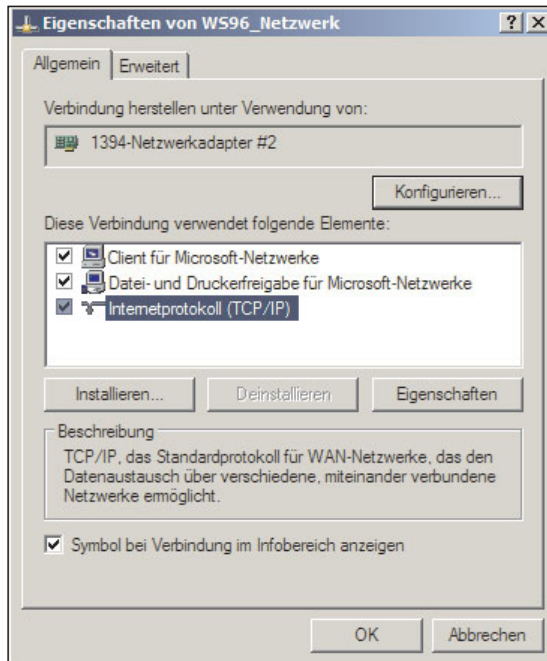 Eigenschaften von WS96_Netzwerk
Allgemein
Erweitert
Verbindung herstellen unter Verwendung von:
1394-Netzwerkadapter #2
Konfigurieren...
Diese Verbindung verwendet folgende Elemente:
Client für Microsoft-Netzwerke
Datei- und Druckerfreigabe für Microsoft-Netzwerke
Internetprotokoll (TCP/IP)
Installieren...
Deinstallieren
Eigenschaften
Beschreibung
TCP/IP, das Standardprotokoll für WAN-Netzwerke, das den
Datenaustausch über verschiedene, miteinander verbundene
Netzwerke ermöglicht.
Symbol bei Verbindung im Infobereich anzeigen
OK
Abbrechen